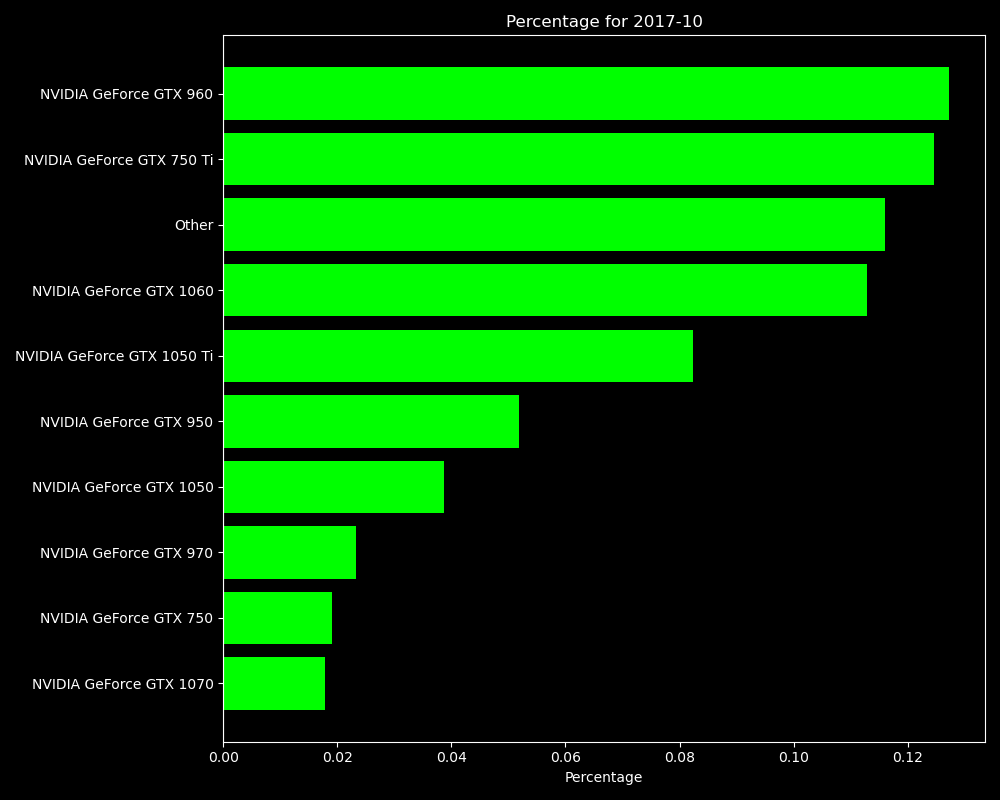 Percentage for 2017-10
NVIDIA GeForce GTX 960
NVIDIA GeForce GTX 750 Ti
Other
NVIDIA GeForce GTX 1060
NVIDIA GeForce GTX 1050 Ti
NVIDIA GeForce GTX 950
NVIDIA GeForce GTX 1050
NVIDIA GeForce GTX 970
NVIDIA GeForce GTX 750
NVIDIA GeForce GTX 1070
0.00 0.02 0.04 0.06 0.08 0.10 0.12
Percentage